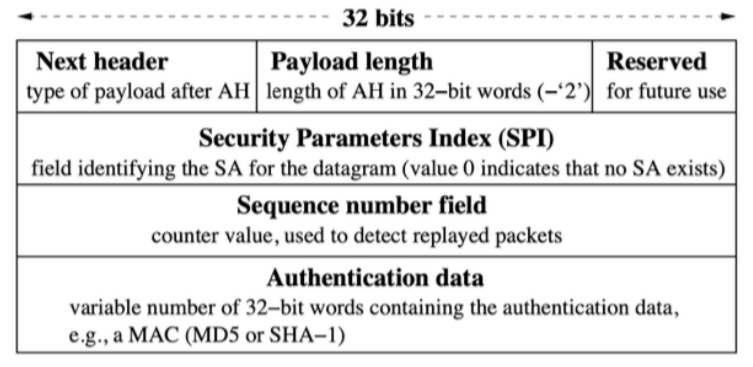 32 bits
Next header Payload length Reserved
type of payload after AH length of AH in 32–bit words (–‘2’) for future use
Security Parameters Index (SPI)
field identifying the SA for the datagram (value 0 indicates that no SA exists)
Sequence number field
counter value, used to detect replayed packets
Authentication data
variable number of 32–bit words containing the authentication data,
e.g., a MAC (MD5 or SHA–1)